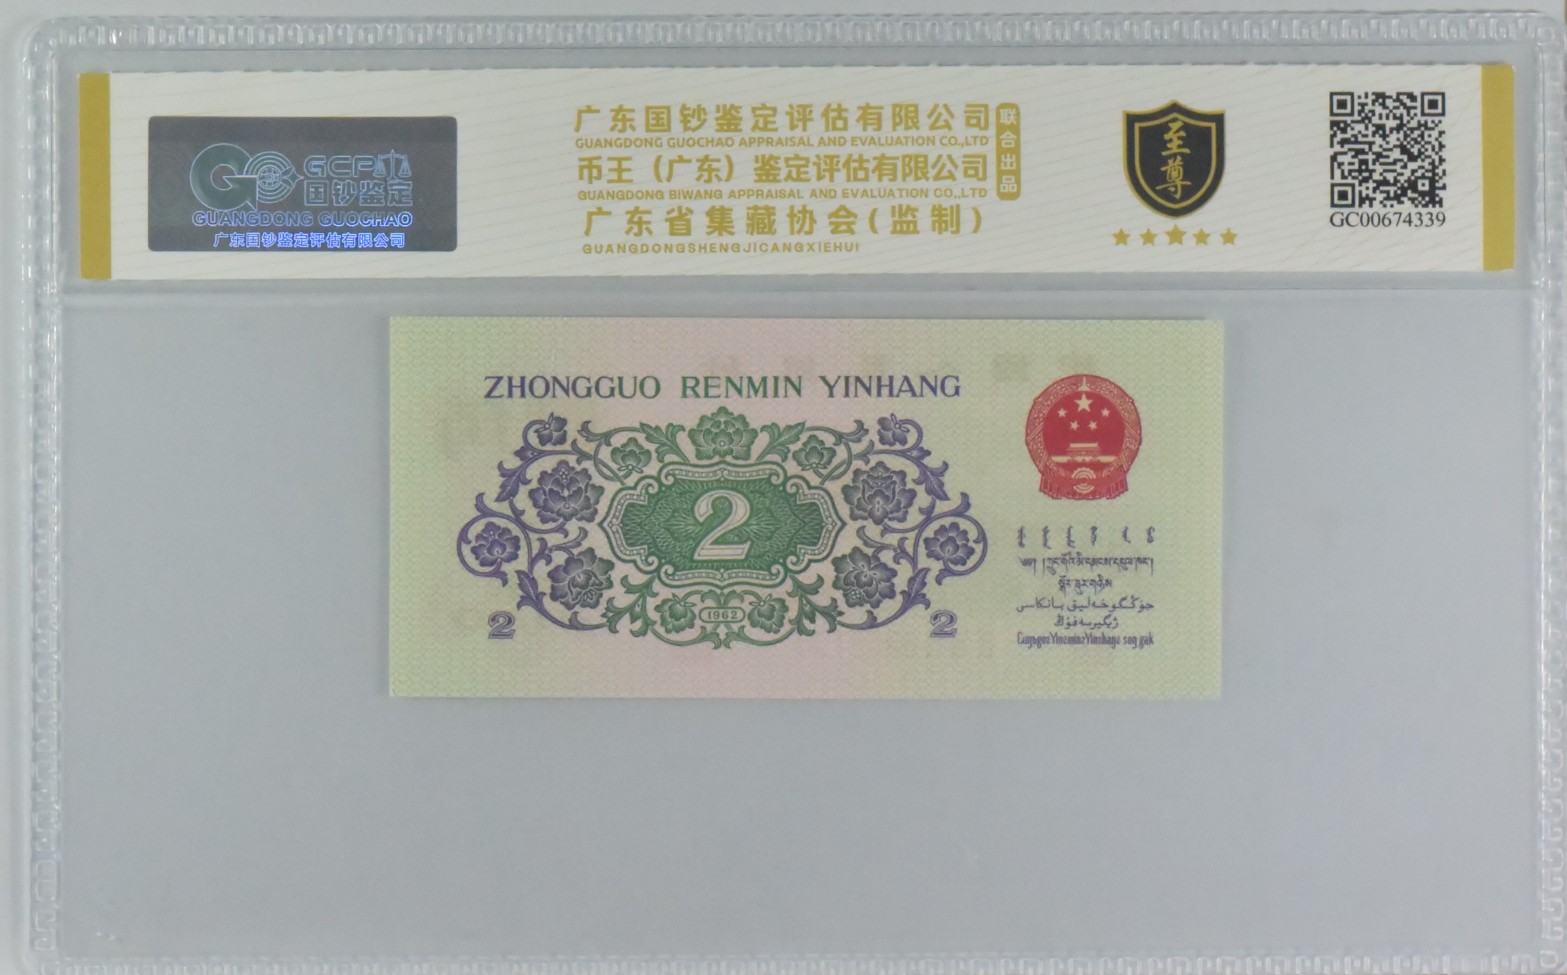 GCP
国钞鉴定
GUANGDONG GUOCHAO
广东国钞鉴定评估有限公司
广东国钞鉴定评估有限公司
GUANGDONG GUOCHAO APPRAISAL AND EVALUATION CO.,LTD
币王（广东）鉴定评估有限公司
GUANGDONG BIWANG APPRAISAL AND EVALUATION CO.,LTD
联合出品
广东省集藏协会(监制)
GUANGDONGSHENGJICANGXIEHUI
至尊
GC00674339
ZHONGGUO RENMIN YINHANG
2
1962
2
2